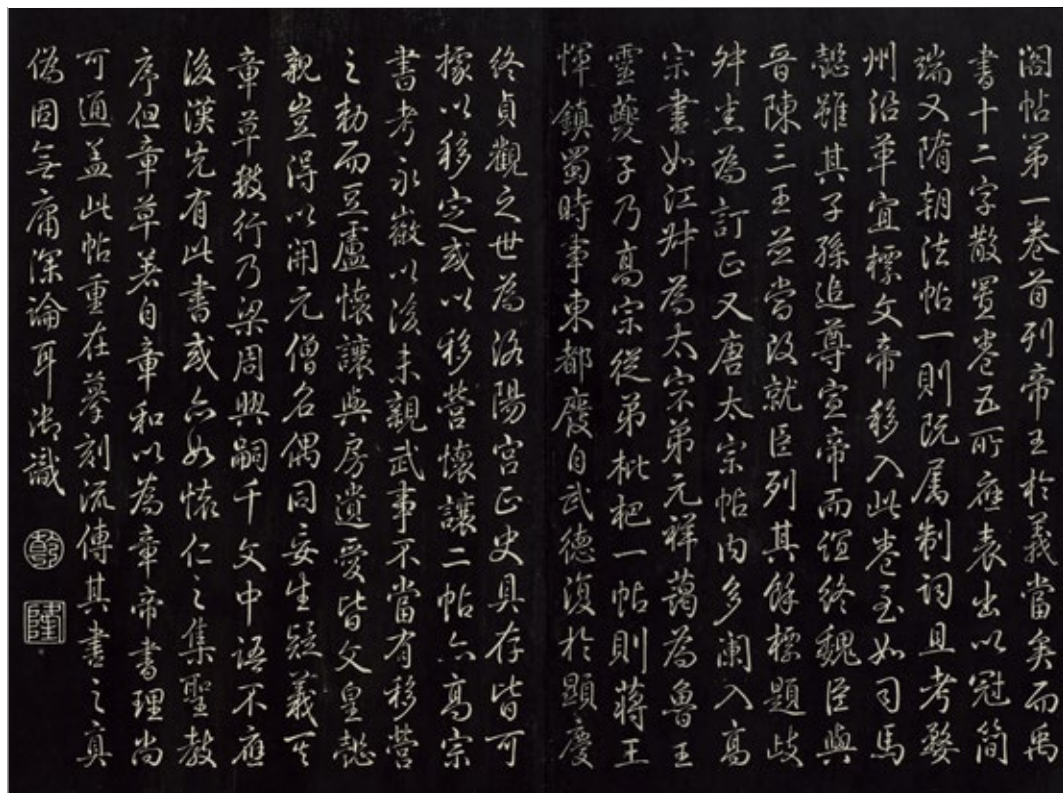 閣帖第一卷首列帝王於義當矣而禹
書十二字散置卷五所應表出以冠簡
端又隋朝法帖一則既属制詞且考婺
州沿革宜標文帝移入此卷至如司馬
懿雖其子孫追尊宣帝而誼終魏臣與
晉陳三王並當改就臣列其餘標題歧
舛悉為訂正又唐太宗帖内多闌入高
宗書如江叔為太宗弟元祥藹為魯王
靈夔子乃高宗從弟枇杷一帖則蔣王
惲鎮蜀時事東都廢自武德復於顯慶
終貞觀之世為洛陽宮正史具存皆可
據以移定或以移營懷讓二帖亦高宗
書考永徽以後未親武事不當有移營
之勅而豆盧懷讓與房遺愛皆文皇懿
親豈得以開元僧名偶同妄生疑義至
章草數行乃梁周興嗣千文中語不應
後漢先有此書或亦如懷仁之集聖教
序但章草著自章和以為章帝書理尚
可通盖此帖重在摹刻流傳其書之真
偽固無庸深論耳御識
乾
隆